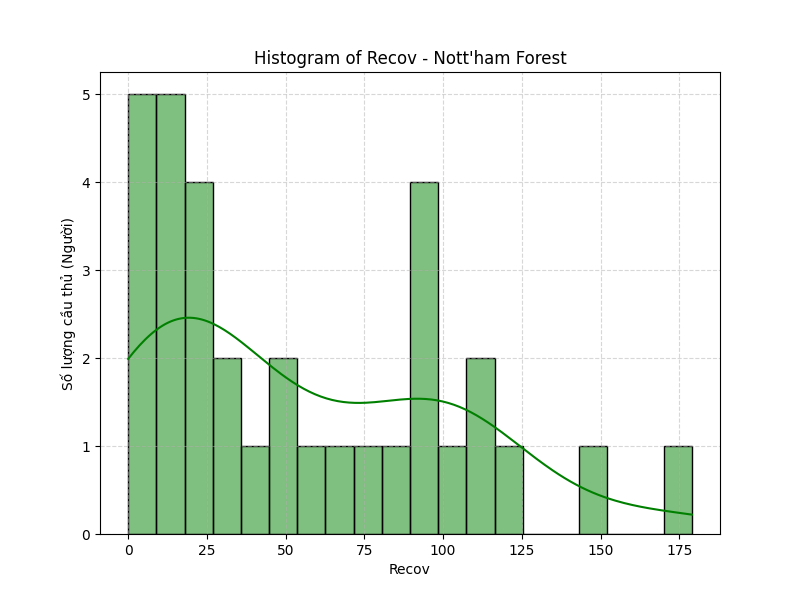 Histogram of Recov - Nott'ham Forest
5
4
3
2
1
0
Số lượng cầu thủ (Người)
0 25 50 75 100 125 150 175
Recov